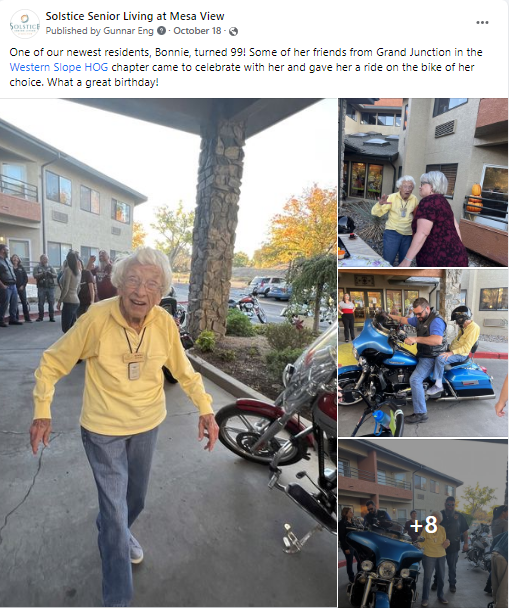 SOLSTICE
Solstice Senior Living at Mesa View
Published by Gunnar Eng · October 18 ·
One of our newest residents, Bonnie, turned 99! Some of her friends from Grand Junction in the
Western Slope HOG chapter came to celebrate with her and gave her a ride on the bike of her
choice. What a great birthday!
+8